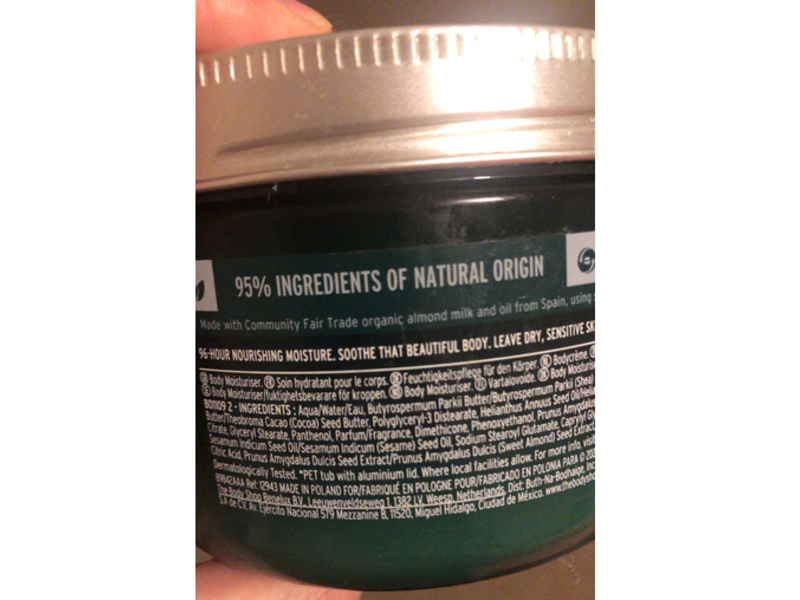 95% INGREDIENTS OF NATURAL ORIGIN
Made with Community Fair Trade organic almond milk and oil from Spain, using
96-HOUR NOURISHING MOISTURE. SOOTHE THAT BEAUTIFUL BODY. LEAVE DRY, SENSITIVE
Body Moisturiser. Soin hydratant pour le corps. Feuchtigkeitspflege für den Körper. Bodycrème.
Body Moisturiser/fuktighetsbevarare för kroppen. Body Moisturiser. Vartalovoide. Body
B01109 2 - INGREDIENTS : Aqua/Water/Eau, Butyrospermum Parkii Butter/Butyrospermum Parkii (Shea)
Butter/Theobroma Cacao (Cocoa) Seed Butter, Polyglyceryl-3 Distearate, Helianthus Annuus Seed
Citrate, Glyceryl Stearate, Panthenol, Parfum/Fragrance, Dimethicone, Phenoxyethanol, Prunus
Sesamum Indicum Seed Oil/Sesamum Indicum (Sesame) Seed Oil, Sodium Stearoyl Glutamate, Caprylyl
Citric Acid, Prunus Amygdalus Dulcis Seed Extract/Prunus Amygdalus Dulcis (Sweet Almond) Seed
Dermatologically Tested. *PET tub with aluminium lid. Where local facilities allow. For more info,
Ref: 12943 MADE IN POLAND FOR/FABRIQUÉ EN POLOGNE POUR/FABRICADO EN POLONIA PARA ©
The Body Shop Benelux B.V. Leeuwenveldseweg 1, 1382 LV, Weesp, Netherlands. Dist: Buth-Na-Bodhaige,
S.A. de C.V, Av. Ejército Nacional 579 Mezzanine B, 11520, Miguel Hidalgo, Ciudad de México.